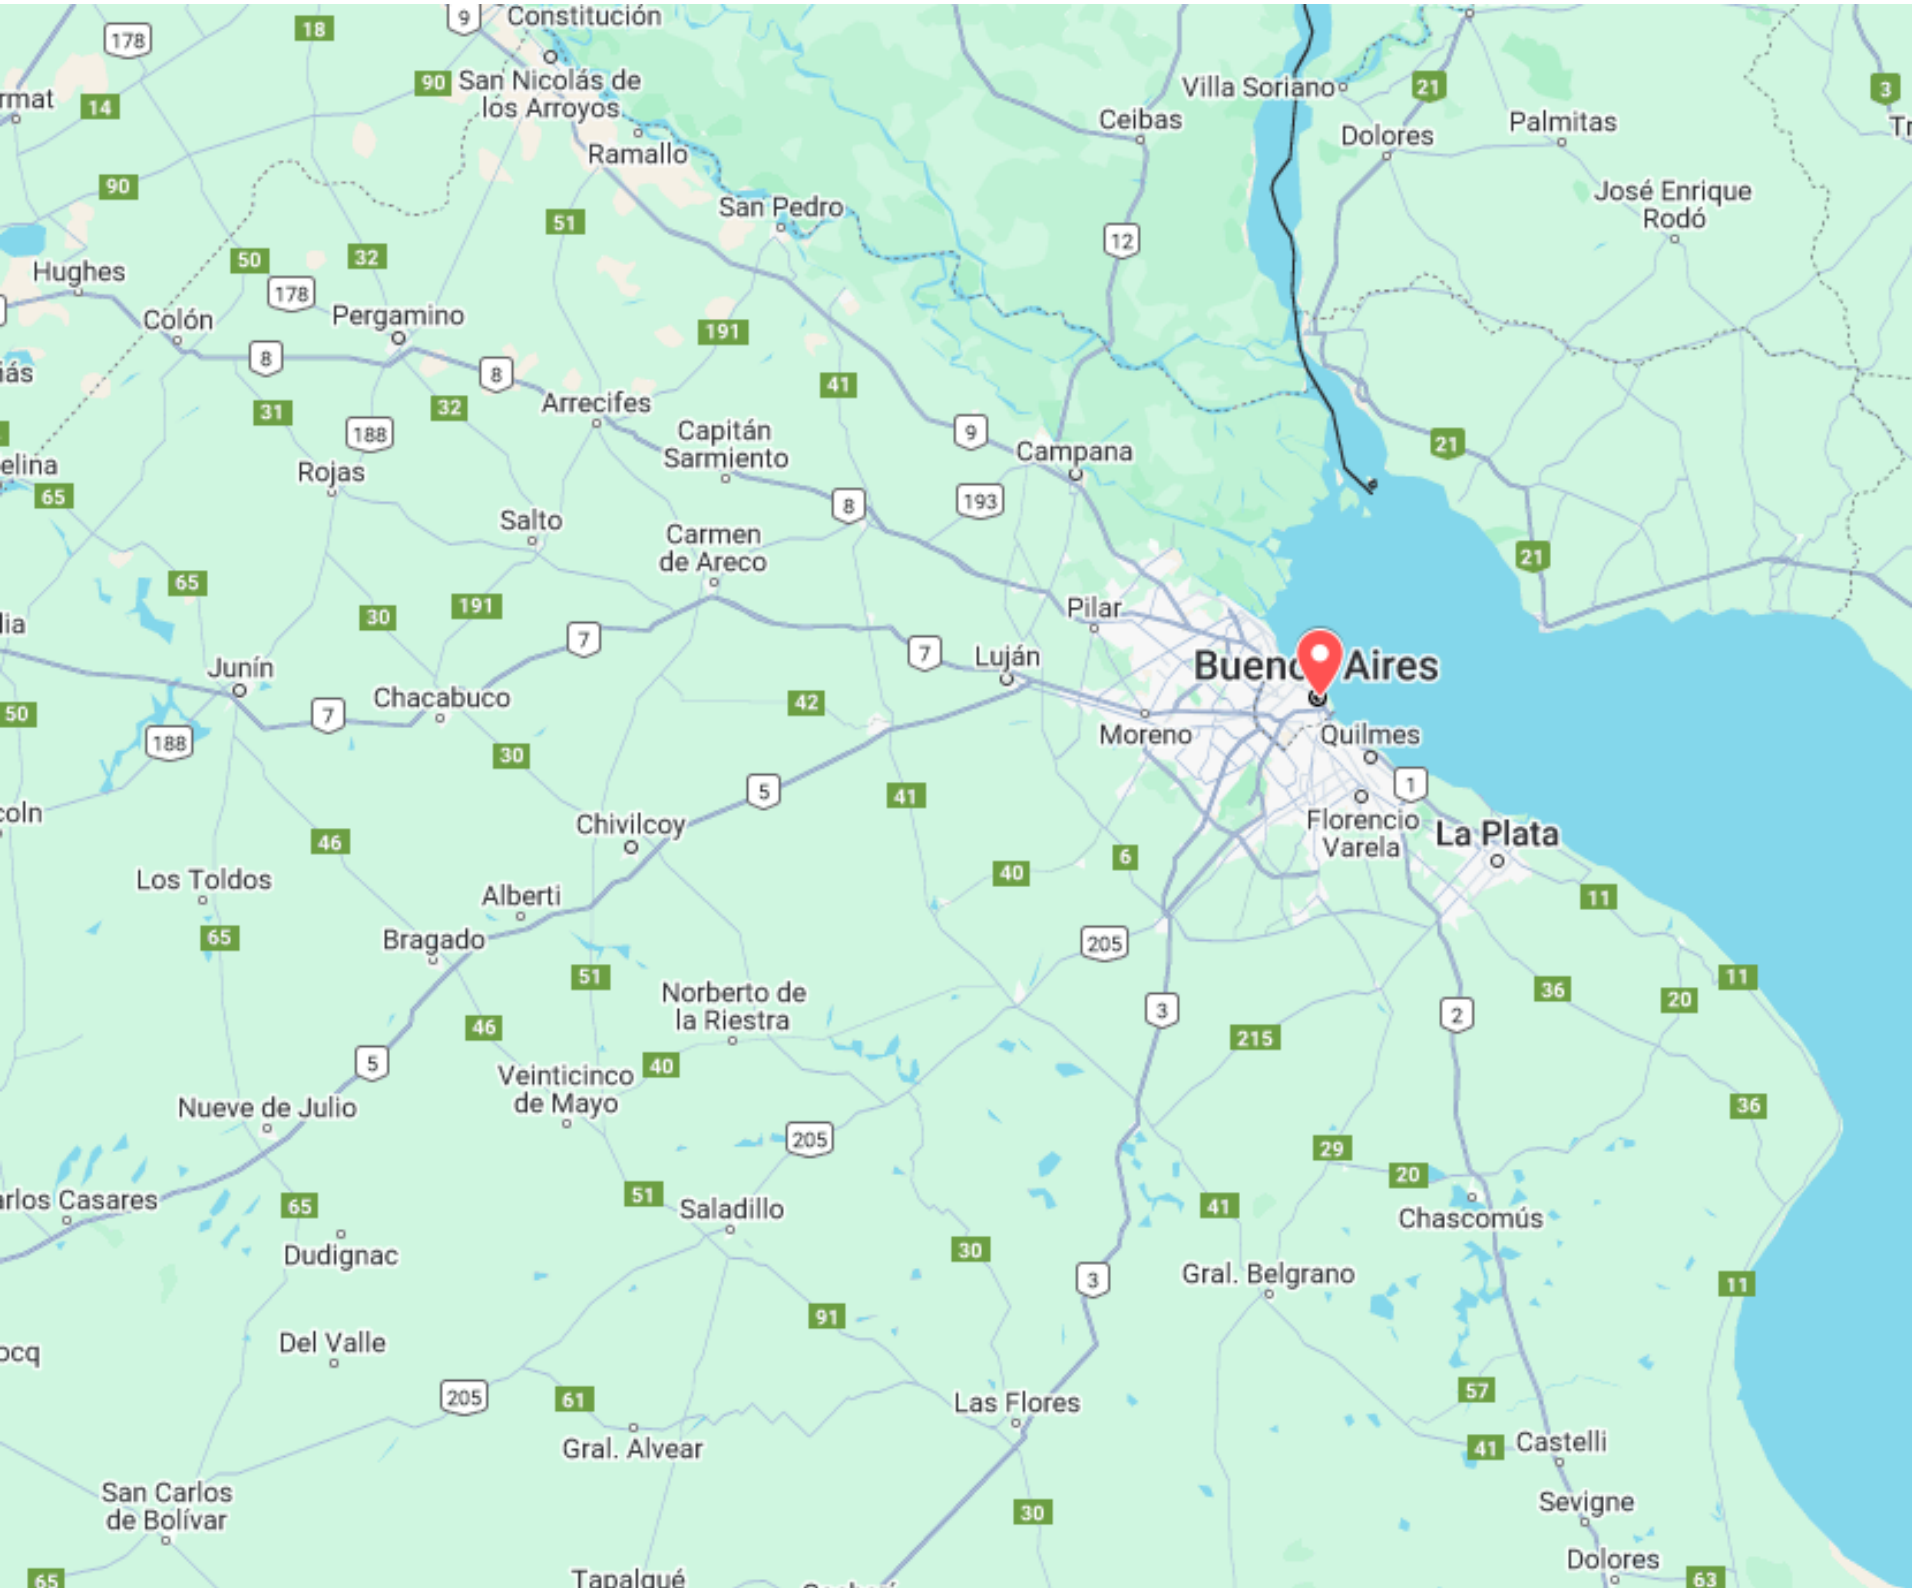 Constitución
9
18
178
San Nicolás de
los Arroyos
90
14
Villa Soriano
21
3
Ceibas
Dolores
Palmitas
Ramallo
90
San Pedro
José Enrique
Rodó
51
12
50
32
Hughes
178
Colón
Pergamino
191
8
8
41
Arrecifes
31
32
188
9
Capitán
Sarmiento
Campana
21
Rojas
65
8
193
Salto
Carmen
de Areco
21
65
30
191
Pilar
7
7
Luján
Buenos Aires
Junín
Chacabuco
42
50
7
188
Moreno
Quilmes
30
5
41
1
Chivilcoy
Florencio
Varela
La Plata
46
6
40
Los Toldos
Alberti
11
65
Bragado
205
51
11
36
20
Norberto de
la Riestra
3
2
46
215
5
40
Veinticinco
de Mayo
Nueve de Julio
36
205
29
20
51
41
65
Saladillo
Chascomús
Dudignac
30
3
Gral. Belgrano
11
91
Del Valle
205
61
Las Flores
57
Gral. Alvear
41
Castelli
San Carlos
de Bolívar
30
Sevigne
Dolores
65
Tapalqué
63